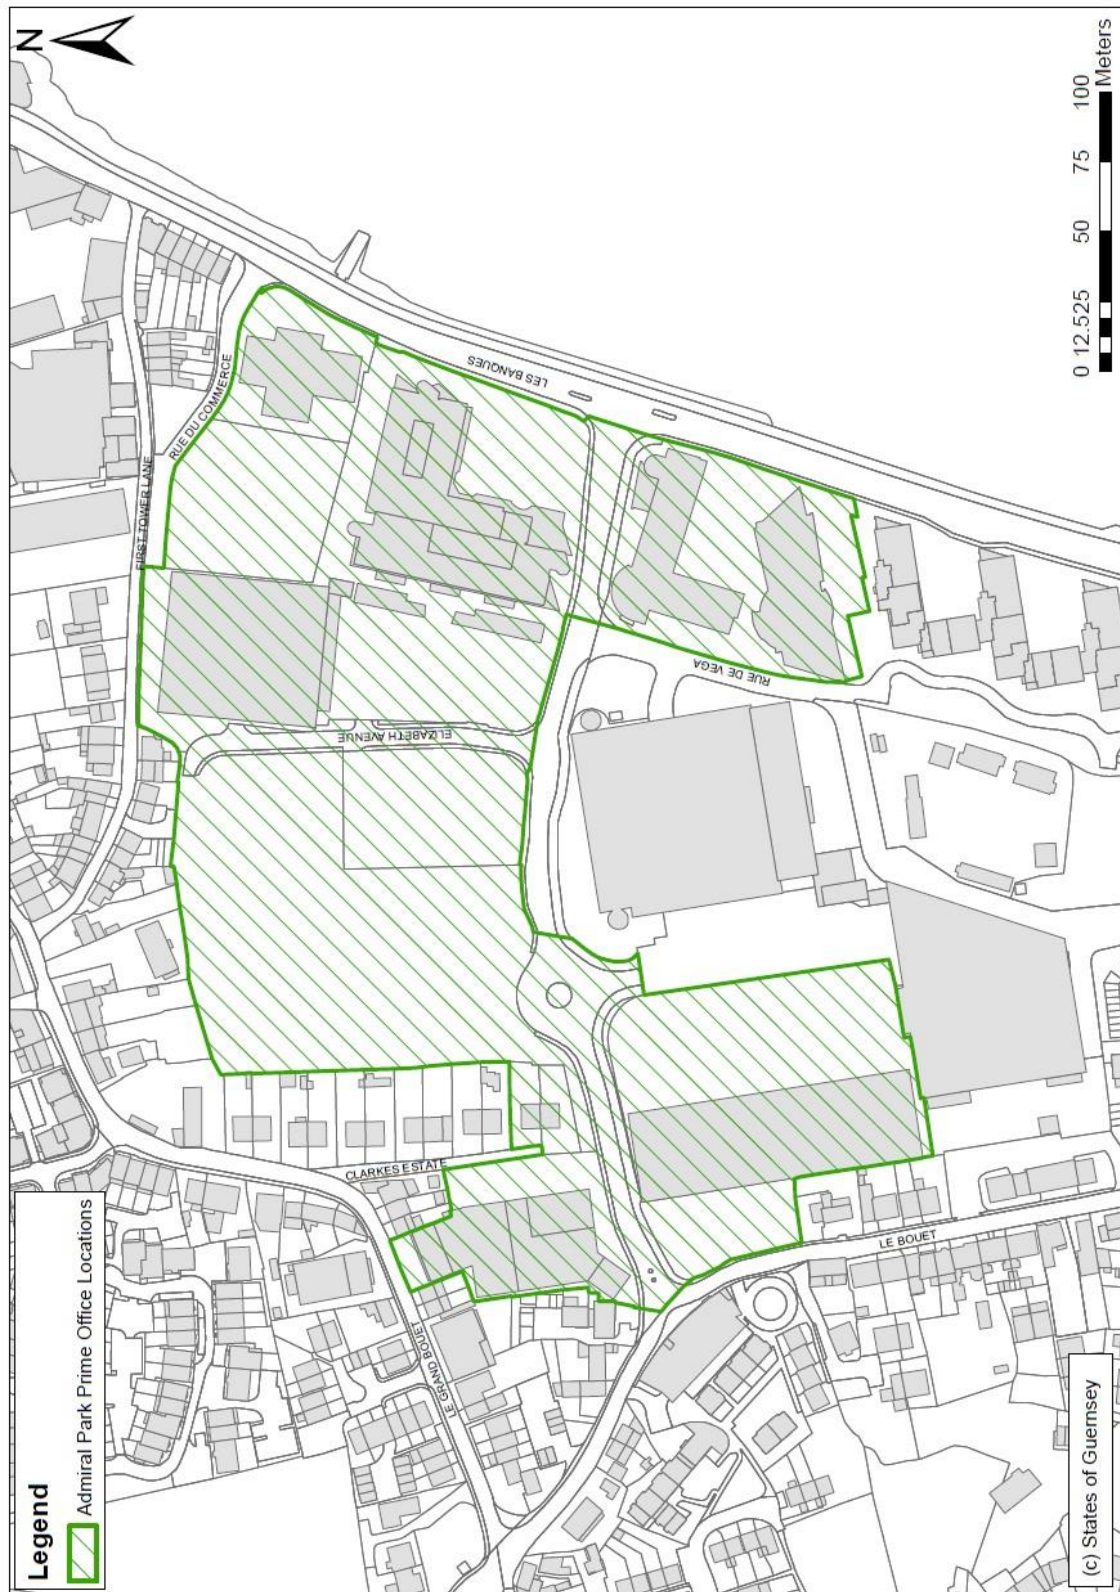 Legend
Admiral Park Prime Office Locations
N
FIRST TOWER LANE
RUE DU COMMERCE
LES BANQUES
ELIZABETH AVENUE
RUE DE VEGA
CLARKES ESTATE
LE GRAND BOUET
LE BOUET
0 12.525 50 75 100
Meters
(c) States of Guernsey